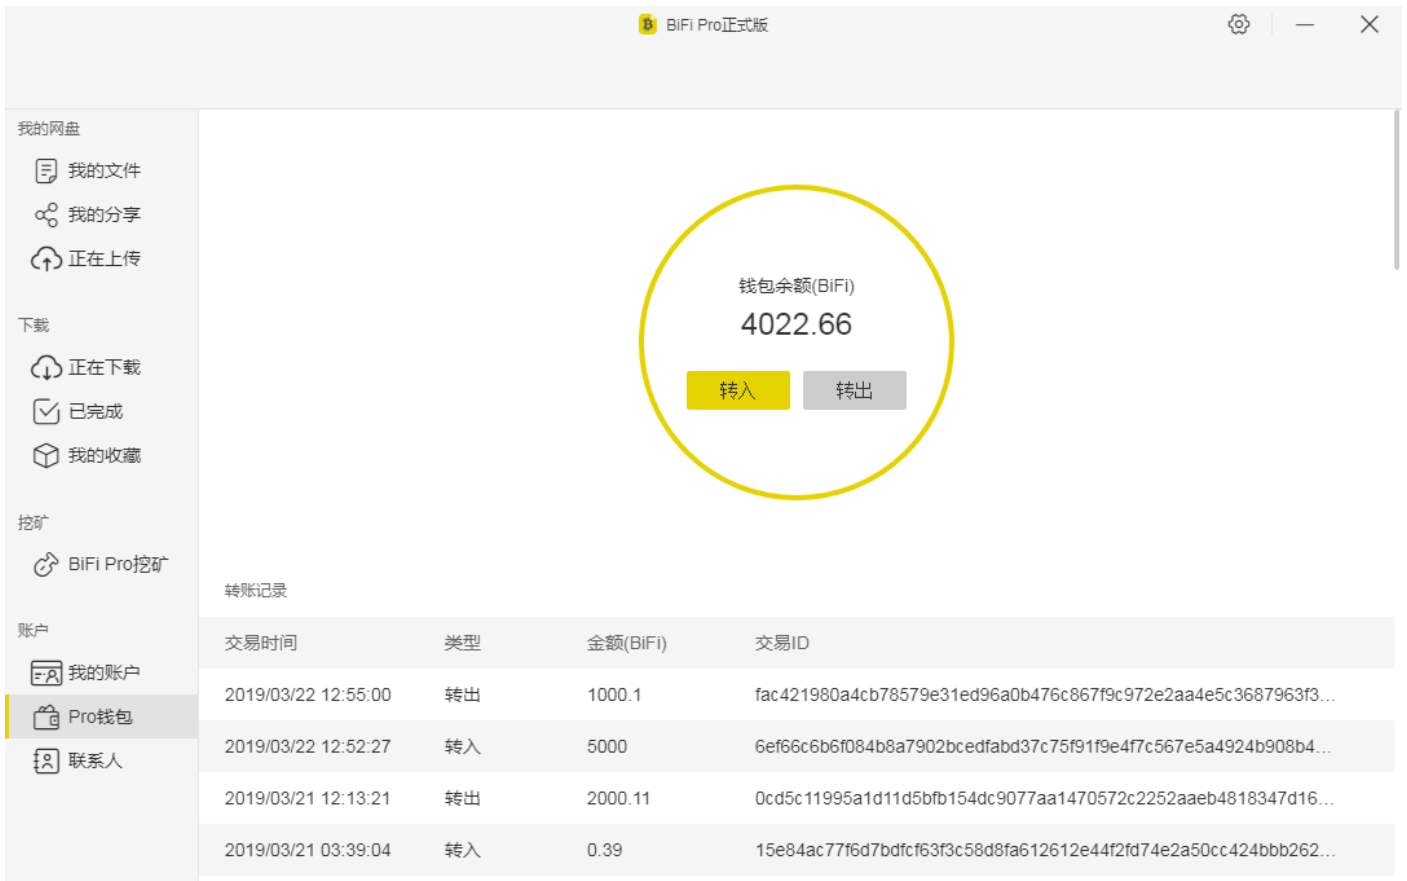 BiFi Pro正式版
我的网盘
我的文件
我的分享
正在上传
下载
正在下载
已完成
我的收藏
挖矿
BiFi Pro挖矿
账户
我的账户
Pro钱包
联系人
钱包余额(BiFi)
4022.66
转入 转出
转账记录
交易时间 类型 金额(BiFi) 交易ID
2019/03/22 12:55:00 转出 1000.1 fac421980a4cb78579e31ed96a0b476c867f9c972e2aa4e5c3687963f3...
2019/03/22 12:52:27 转入 5000 6ef66c6b6f084b8a7902bcedfabd37c75f91f9e4f7c567e5a4924b908b4...
2019/03/21 12:13:21 转出 2000.11 0cd5c11995a1d11d5bfb154dc9077aa1470572c2252aaeb4818347d16...
2019/03/21 03:39:04 转入 0.39 15e84ac77f6d7bdfcf63f3c58d8fa612612e44f2fd74e2a50cc424bbb262...